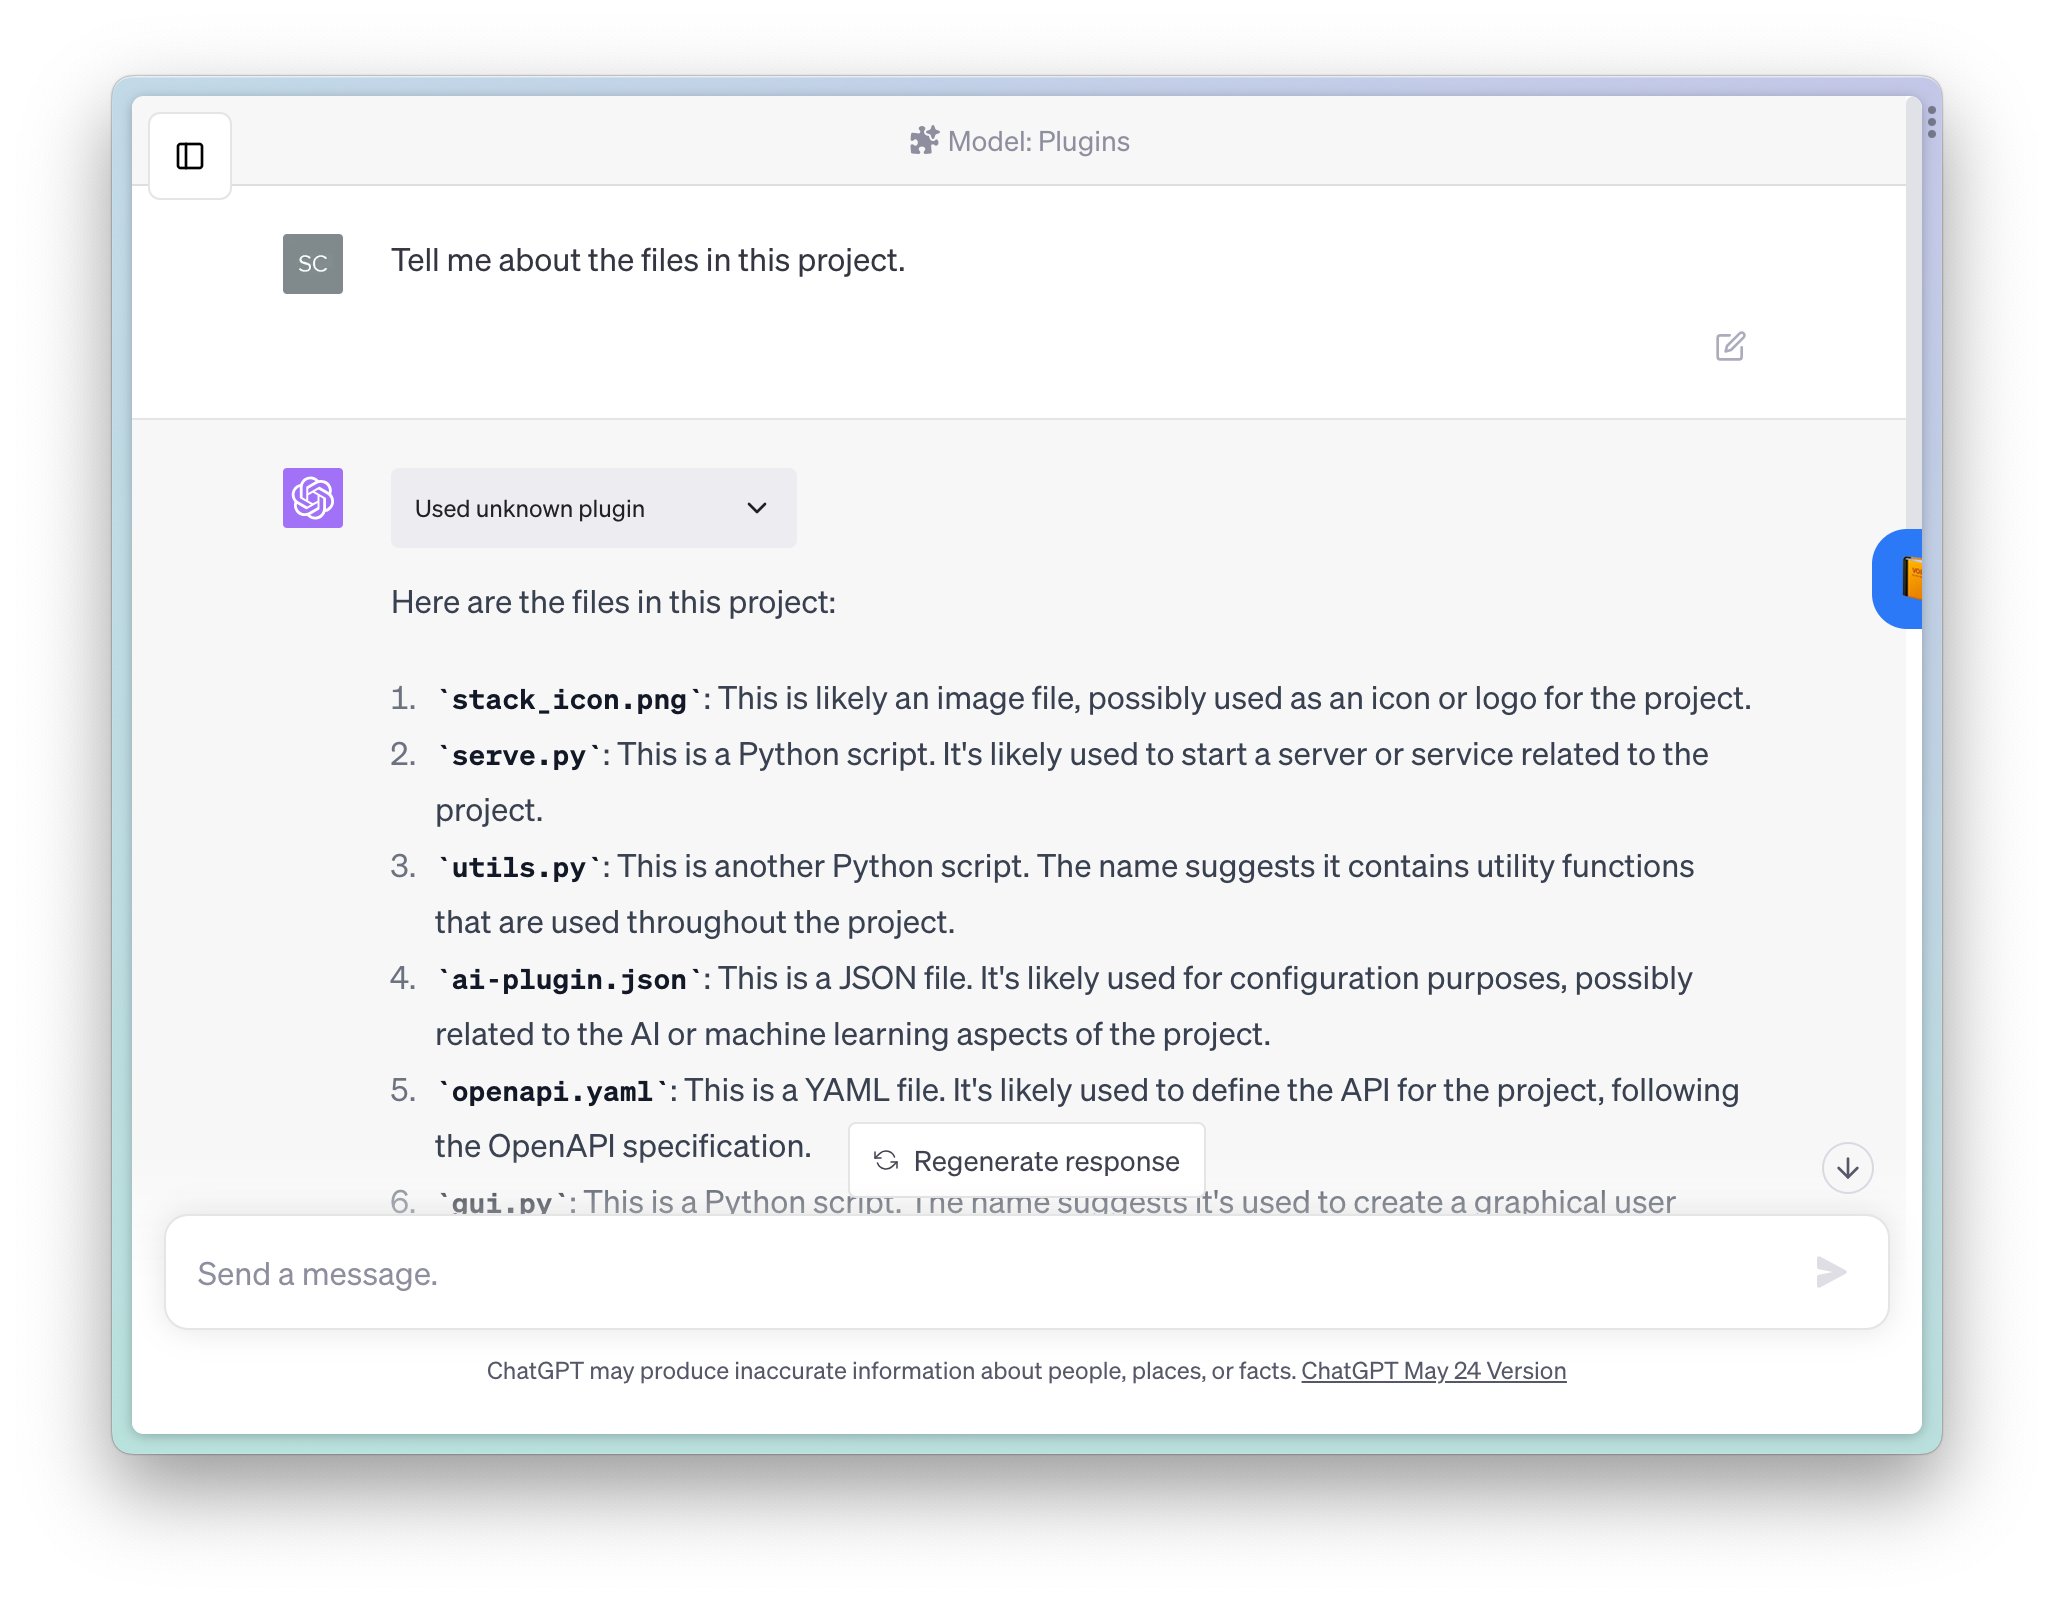 Model: Plugins
SC
Tell me about the files in this project.
Used unknown plugin
Here are the files in this project:
1. `stack_icon.png`: This is likely an image file, possibly used as an icon or logo for the project.
2. `serve.py`: This is a Python script. It's likely used to start a server or service related to the
project.
3. `utils.py`: This is another Python script. The name suggests it contains utility functions
that are used throughout the project.
4. `ai-plugin.json`: This is a JSON file. It's likely used for configuration purposes, possibly
related to the AI or machine learning aspects of the project.
5. `openapi.yaml`: This is a YAML file. It's likely used to define the API for the project, following
the OpenAPI specification.
Regenerate response
6. `gui.py`: This is a Python script. The name suggests it's used to create a graphical user
Send a message.
ChatGPT may produce inaccurate information about people, places, or facts. ChatGPT May 24 Version